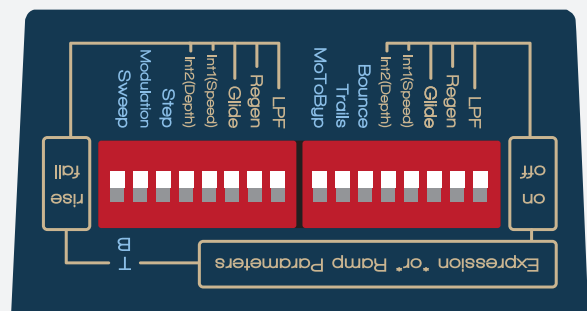 Expression *or* Ramp Parameters
T
B
on
off
rise
fall
LPF
Regen
Glide
Int1(Speed)
Int2(Depth)
Bounce
Trails
MoToByp
LPF
Regen
Glide
Int1(Speed)
Int2(Depth)
Step
Modulation
Sweep